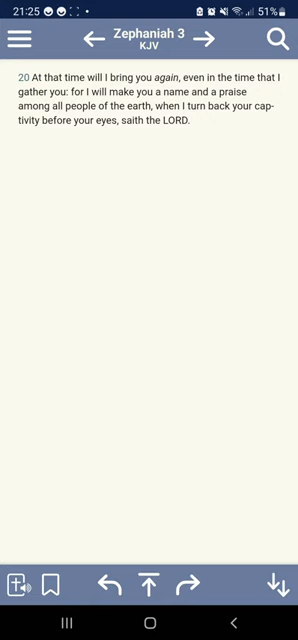 21:25 51%
Zephaniah 3
KJV
20 At that time will I bring you again, even in the time that I
gather you: for I will make you a name and a praise
among all people of the earth, when I turn back your cap-
tivity before your eyes, saith the LORD.